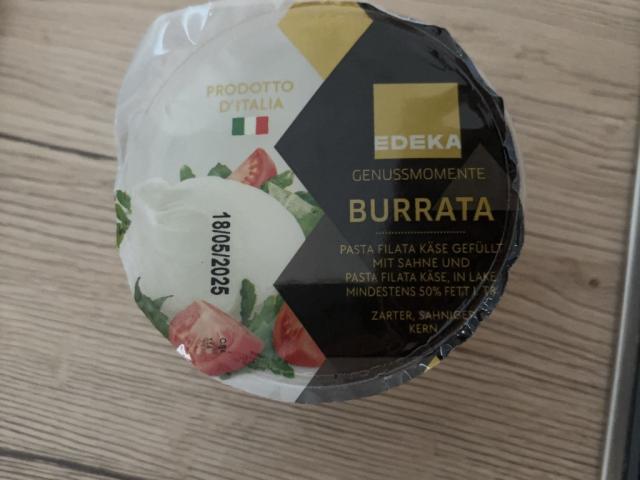 PRODOTTO
D'ITALIA
EDEKA
GENUSSMOMENTE
BURRATA
PASTA FILATA KÄSE GEFÜLLT
MIT SAHNE UND
PASTA FILATA KÄSE, IN LAKE
MINDESTENS 50% FETT I. TR.
ZARTER, SAHNIGER
KERN
18/05/2025